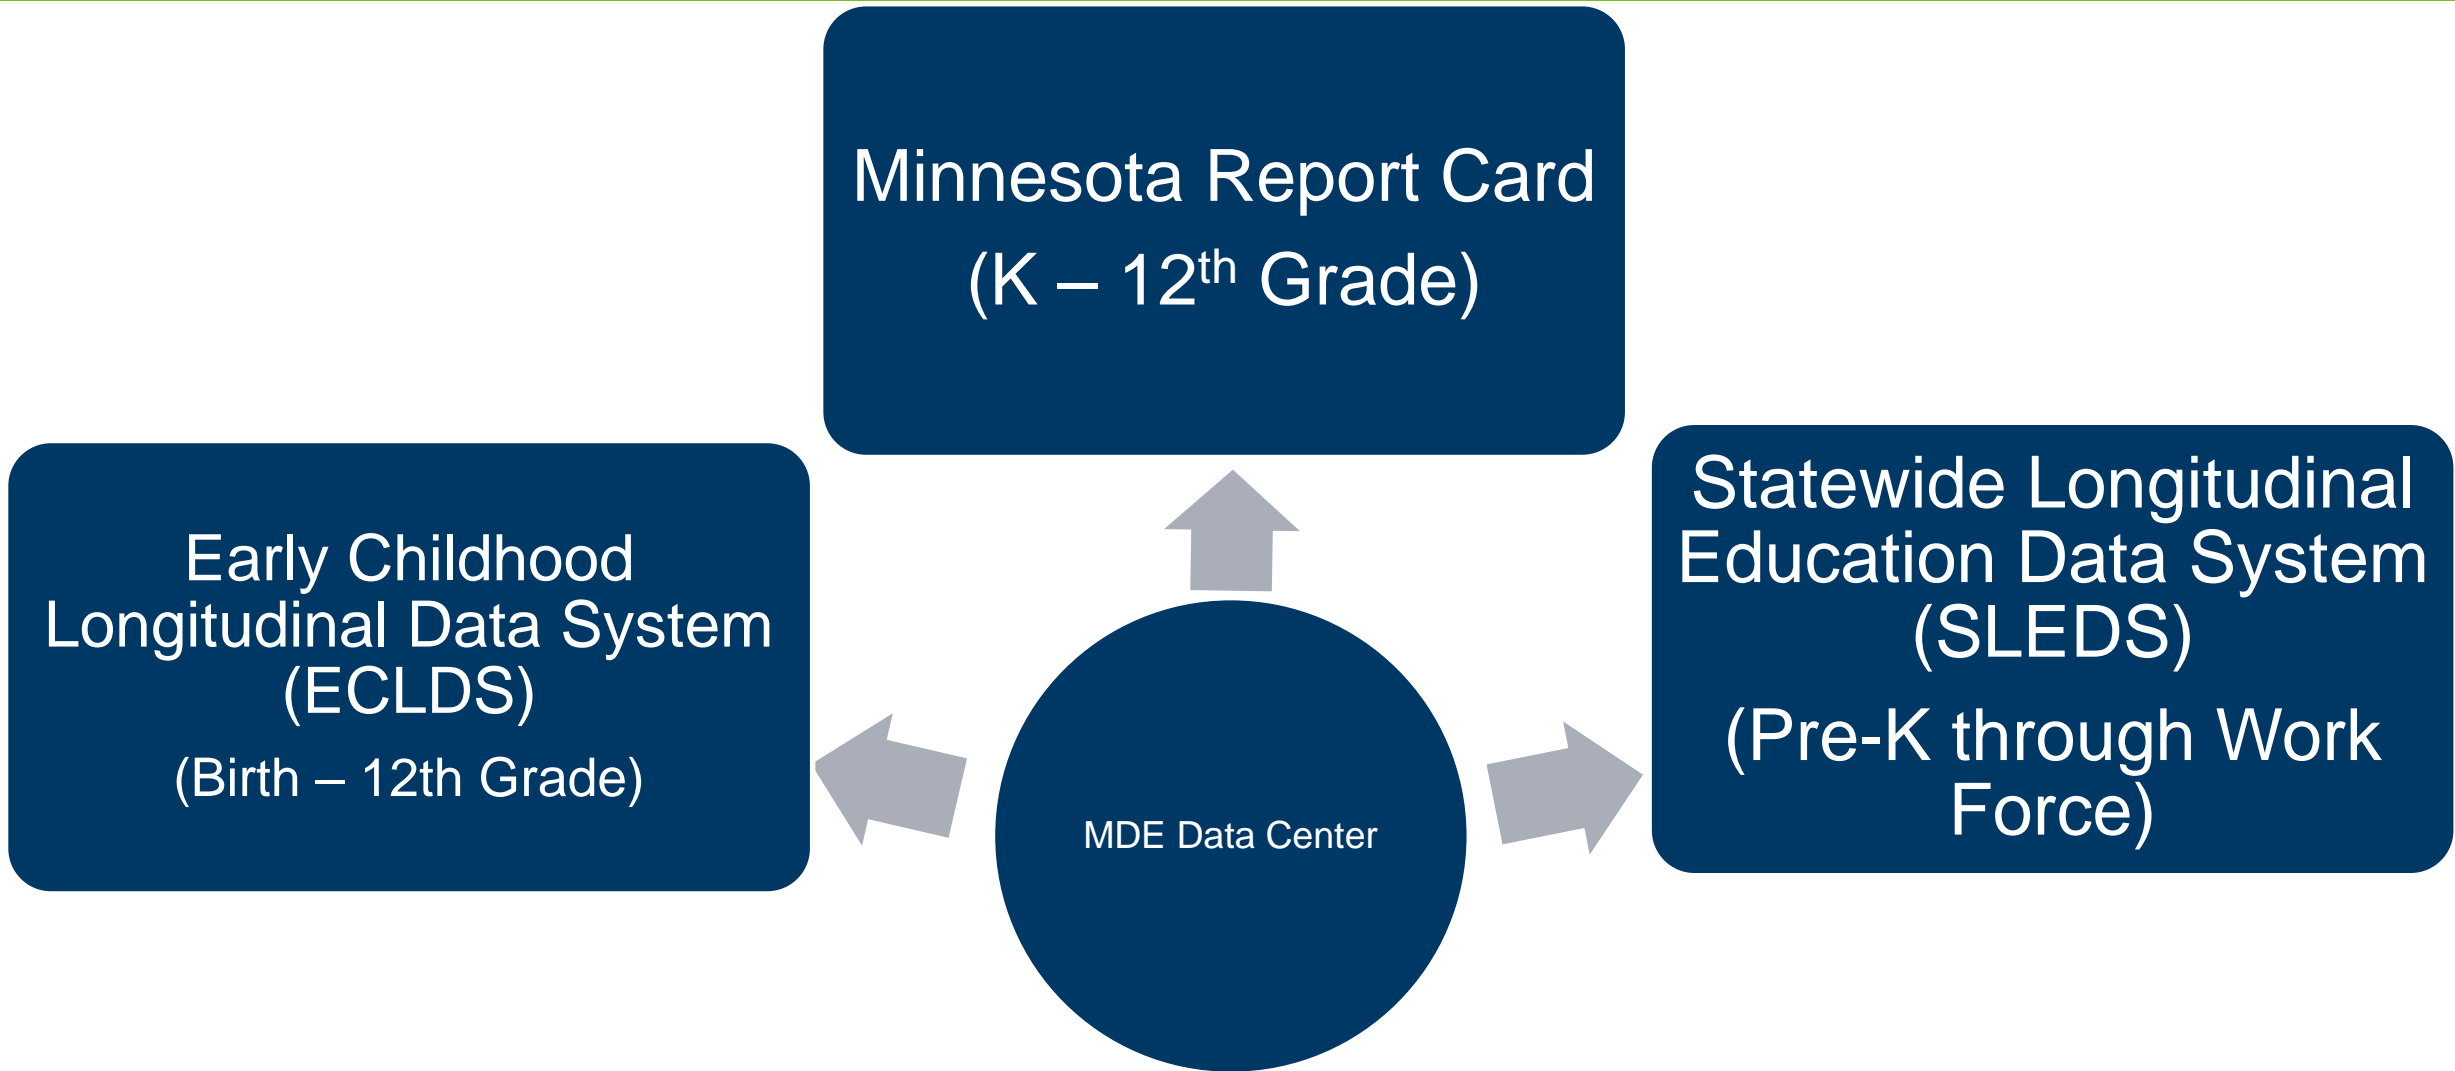 Minnesota Report Card
(K – 12th Grade)
Early Childhood
Longitudinal Data System
(ECLDS)
(Birth – 12th Grade)
Statewide Longitudinal
Education Data System
(SLEDS)
(Pre-K through Work
Force)
MDE Data Center